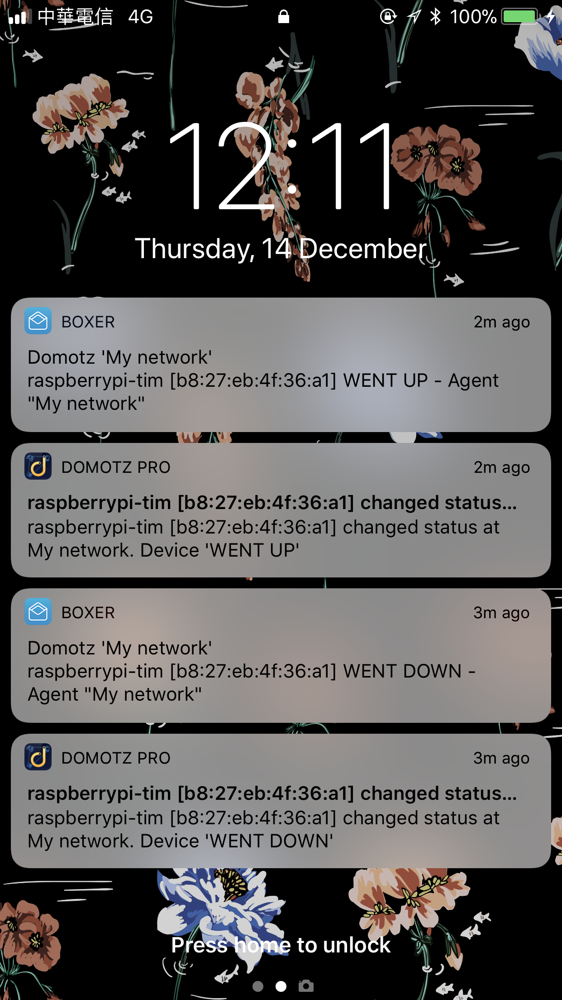 中華電信 4G 100%
12:11
Thursday, 14 December
BOXER 2m ago
Domotz 'My network'
raspberrypi-tim [b8:27:eb:4f:36:a1] WENT UP - Agent
"My network"
DOMOTZ PRO 2m ago
raspberrypi-tim [b8:27:eb:4f:36:a1] changed status...
raspberrypi-tim [b8:27:eb:4f:36:a1] changed status at
My network. Device 'WENT UP'
BOXER 3m ago
Domotz 'My network'
raspberrypi-tim [b8:27:eb:4f:36:a1] WENT DOWN -
Agent "My network"
DOMOTZ PRO 3m ago
raspberrypi-tim [b8:27:eb:4f:36:a1] changed status...
raspberrypi-tim [b8:27:eb:4f:36:a1] changed status at
My network. Device 'WENT DOWN'
Press home to unlock